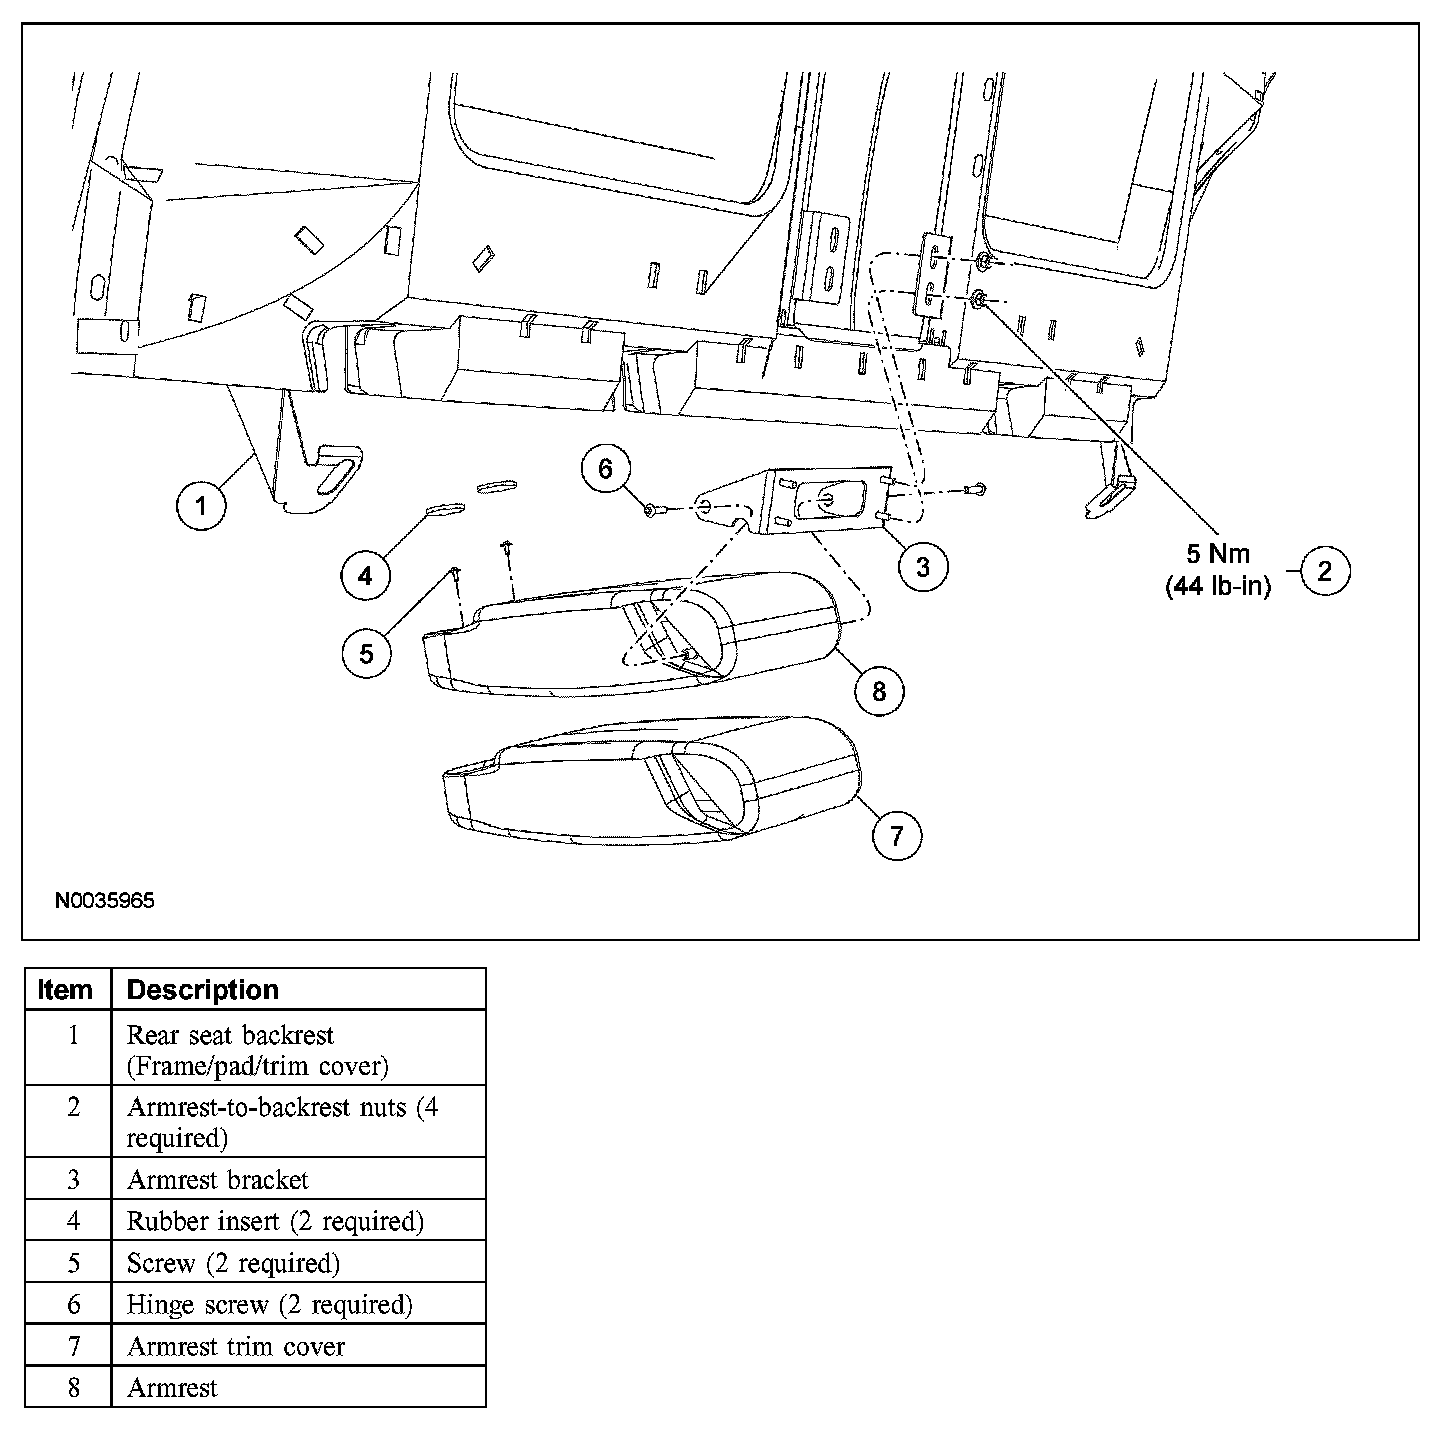 1
6
4
5
3
5 Nm
(44 lb-in)
2
8
7
N0035965
Item Description
1 Rear seat backrest
(Frame/pad/trim cover)
2 Armrest-to-backrest nuts (4
required)
3 Armrest bracket
4 Rubber insert (2 required)
5 Screw (2 required)
6 Hinge screw (2 required)
7 Armrest trim cover
8 Armrest